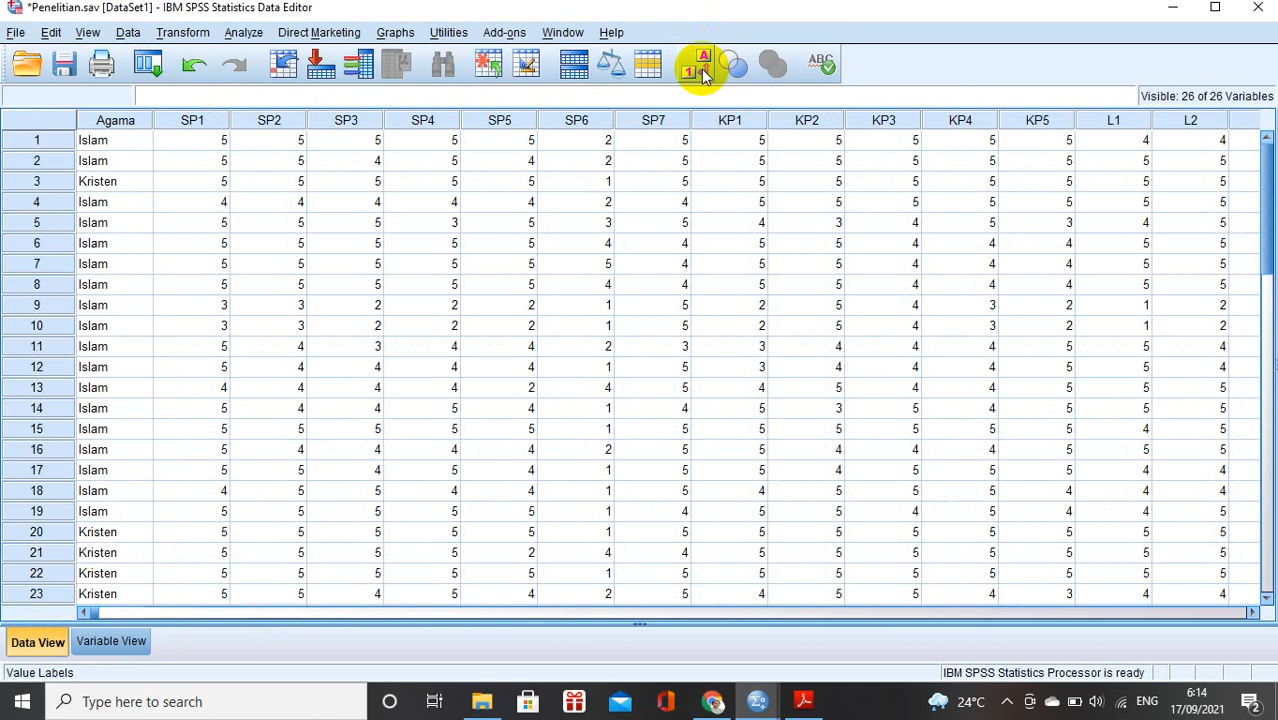 *Penelitian.sav [DataSet1] - IBM SPSS Statistics Data Editor
File Edit View Data Transform Analyze Direct Marketing Graphs Utilities Add-ons Window Help
A 1 ABC
Visible: 26 of 26 Variables
Agama SP1 SP2 SP3 SP4 SP5 SP6 SP7 KP1 KP2 KP3 KP4 KP5 L1 L2
1 Islam 5 5 5 5 5 2 5 5 5 5 5 5 4 4
2 Islam 5 5 4 5 4 2 5 5 5 5 5 5 5 5
3 Kristen 5 5 5 5 5 1 5 5 5 5 5 5 5 5
4 Islam 4 4 4 4 4 2 4 5 5 5 5 5 5 5
5 Islam 5 5 5 3 5 3 5 4 3 4 5 3 4 5
6 Islam 5 5 5 5 5 4 4 5 5 4 4 4 5 5
7 Islam 5 5 5 5 5 5 4 5 5 4 4 4 5 5
8 Islam 5 5 5 5 5 4 4 5 5 4 4 4 5 5
9 Islam 3 3 2 2 2 1 5 2 5 4 3 2 1 2
10 Islam 3 3 2 2 2 1 5 2 5 4 3 2 1 2
11 Islam 5 4 3 4 4 2 3 3 4 4 4 5 5 4
12 Islam 5 4 4 4 4 1 5 3 4 4 4 5 5 4
13 Islam 4 4 4 4 2 4 5 4 5 4 4 5 5 5
14 Islam 5 4 4 5 4 1 4 5 3 5 4 5 5 5
15 Islam 5 5 5 5 5 1 5 5 5 5 5 5 5 5
16 Islam 5 4 4 4 4 2 5 5 4 4 5 5 5 5
17 Islam 5 5 4 5 4 1 5 5 4 5 5 5 5 4
18 Islam 4 5 5 4 4 1 5 4 5 5 5 4 4 4
19 Islam 5 5 5 5 5 1 4 5 5 4 5 4 4 5
20 Kristen 5 5 5 5 5 1 5 5 5 5 5 5 5 5
21 Kristen 5 5 5 5 2 4 4 5 5 5 5 5 5 5
22 Kristen 5 5 5 5 5 1 5 5 5 5 5 5 5 5
23 Kristen 5 5 4 5 4 2 5 4 5 5 4 3 5 4
Data View Variable View
Value Labels IBM SPSS Statistics Processor is ready
Type here to search 24°C ENG 6:14 17/09/2021 2